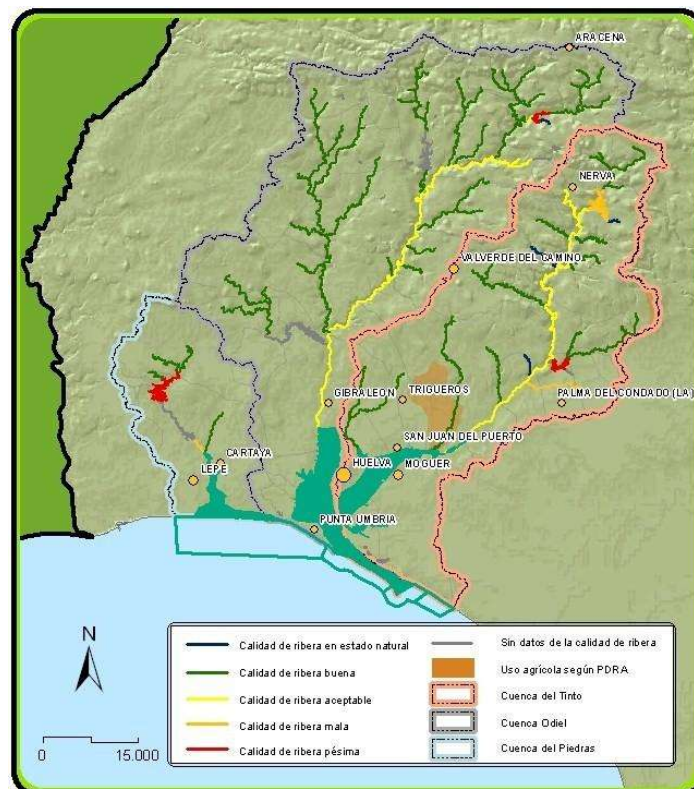 ARACENA
NERVA
VALVERDE DEL CAMINO
GIBRALEON
TRIGUEROS
PALMA DEL CONDADO (LA)
SAN JUAN DEL PUERTO
CARTAYA
HUELVA
MOGUER
LEPE
PUNTA UMBRIA
N
0 15.000
Calidad de ribera en estado natural
Calidad de ribera buena
Calidad de ribera aceptable
Calidad de ribera mala
Calidad de ribera pésima
Sin datos de la calidad de ribera
Uso agrícola según PDRA
Cuenca del Tinto
Cuenca Odiel
Cuenca del Piedras